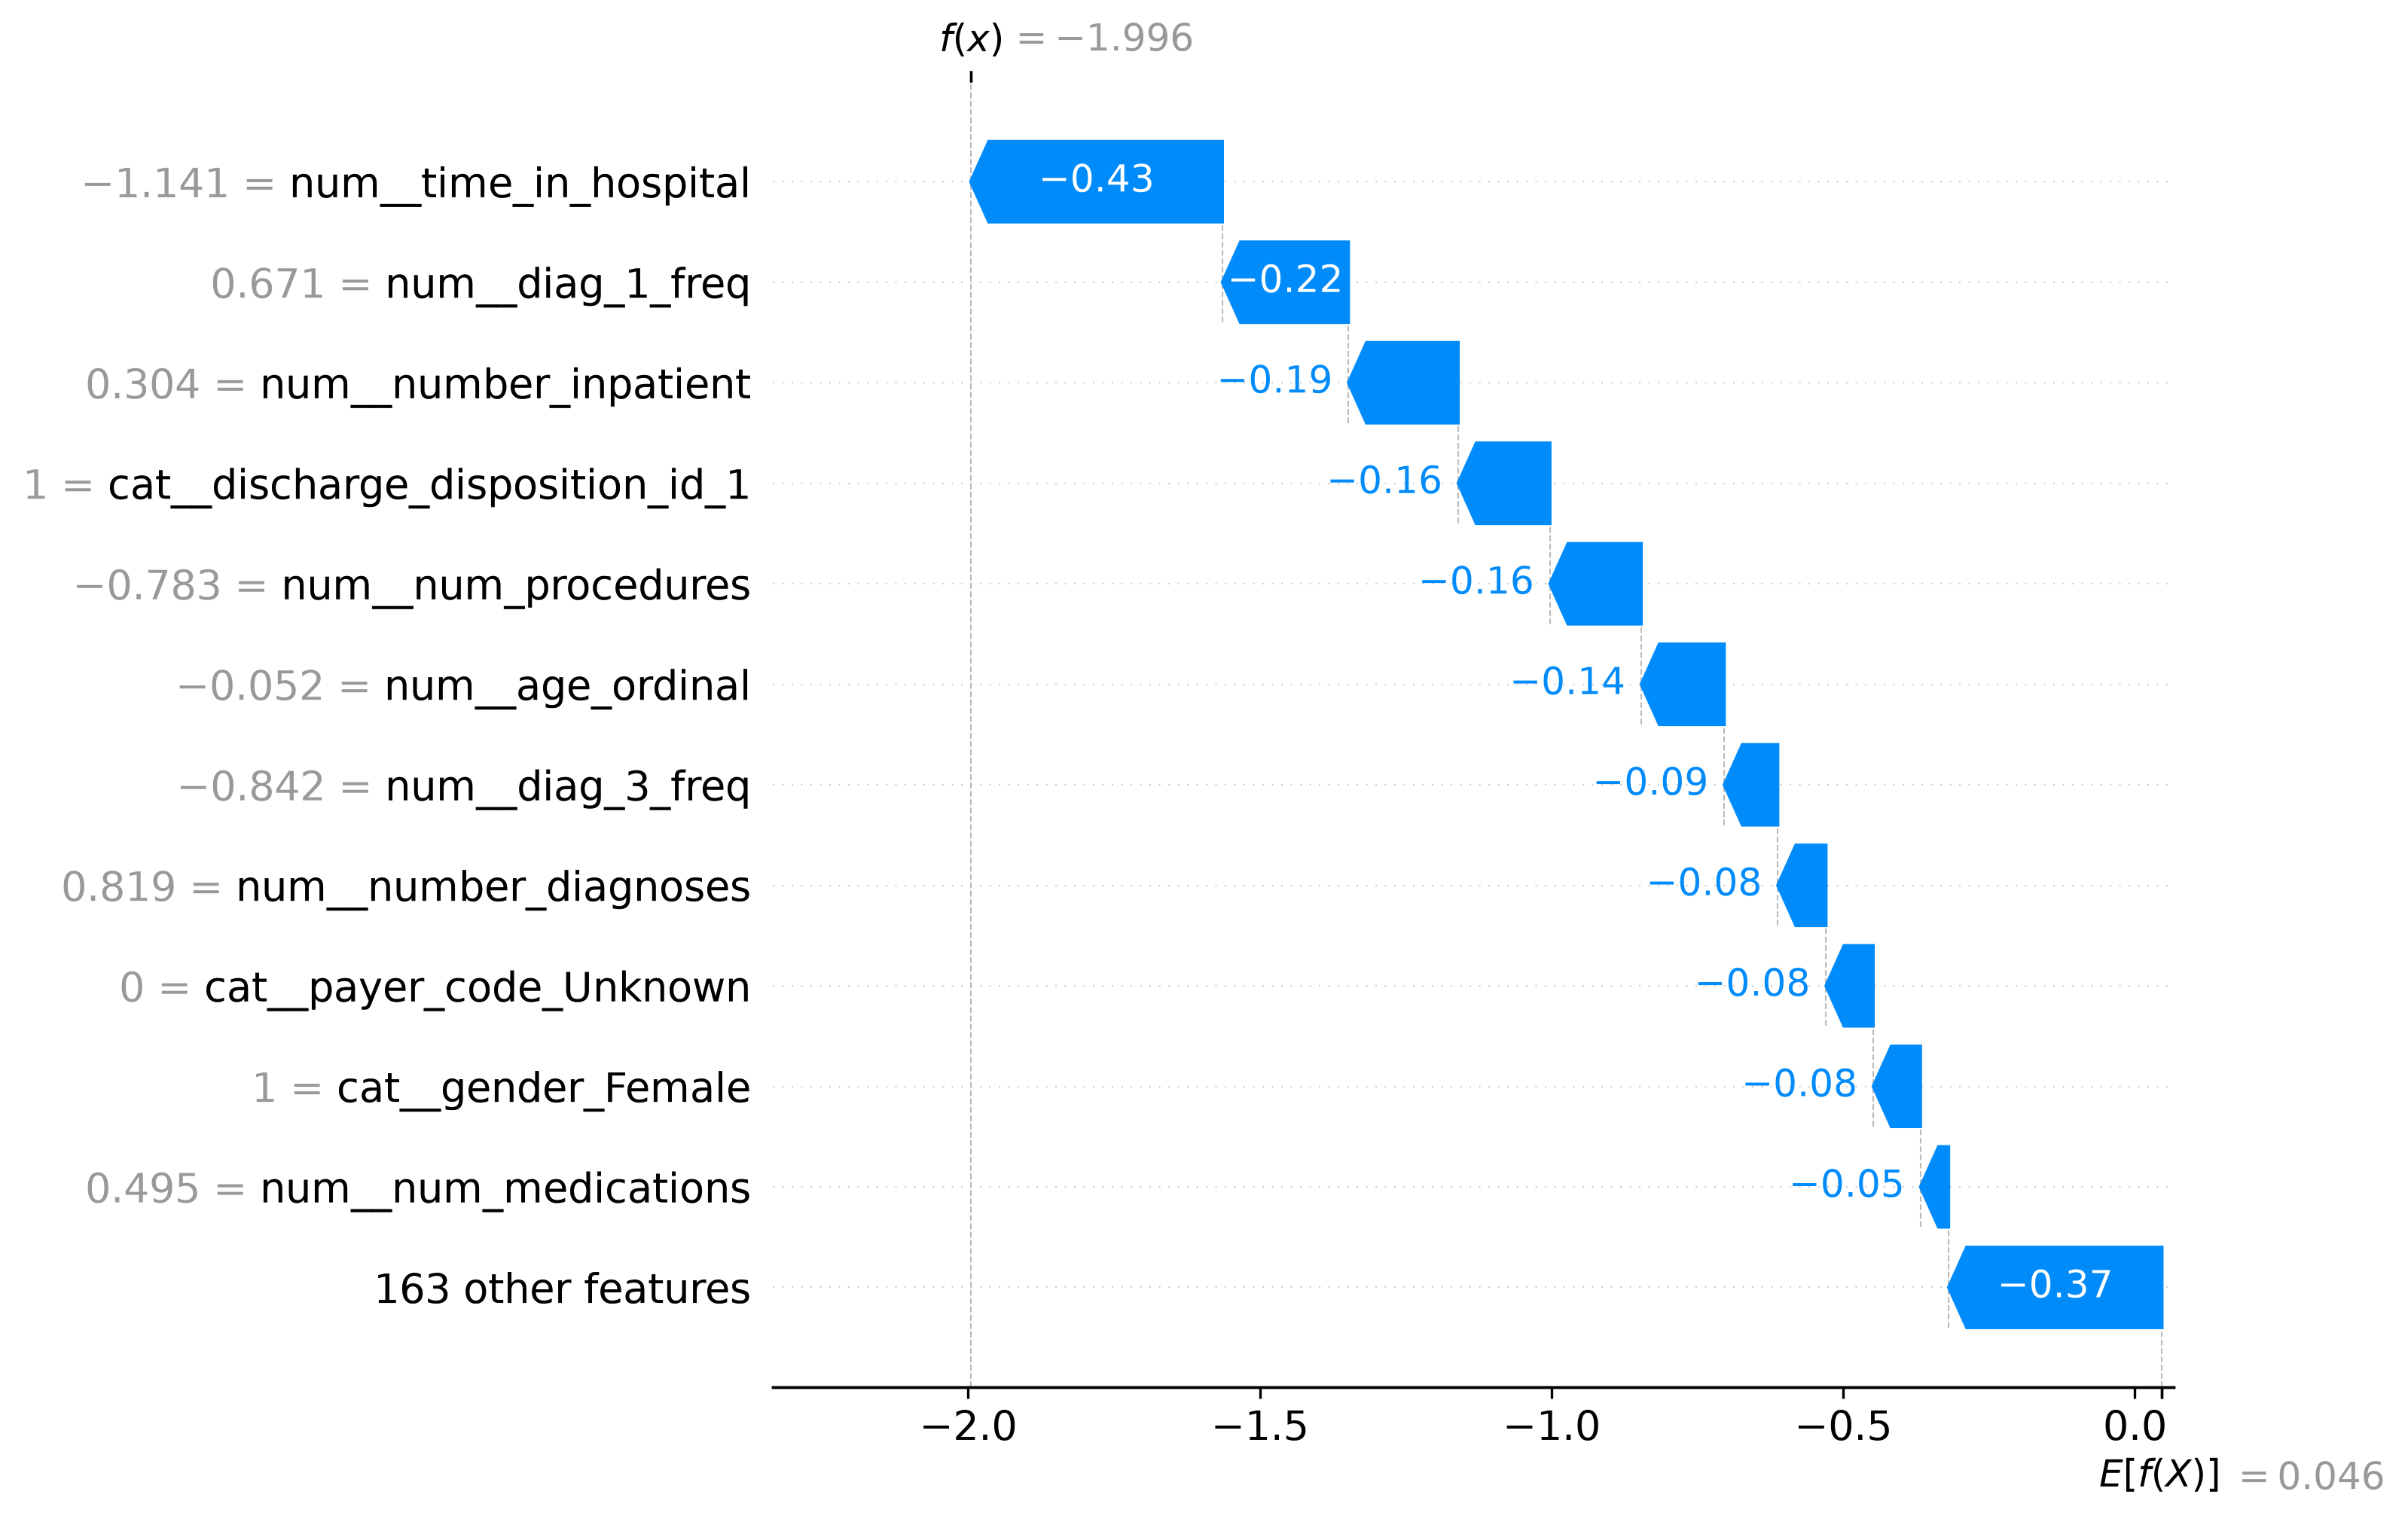 f(x) = −1.996
−1.141 = num__time_in_hospital −0.43
0.671 = num__diag_1_freq −0.22
0.304 = num__number_inpatient −0.19
1 = cat__discharge_disposition_id_1 −0.16
−0.783 = num__num_procedures −0.16
−0.052 = num__age_ordinal −0.14
−0.842 = num__diag_3_freq −0.09
0.819 = num__number_diagnoses −0.08
0 = cat__payer_code_Unknown −0.08
1 = cat__gender_Female −0.08
0.495 = num__num_medications −0.05
163 other features −0.37
−2.0 −1.5 −1.0 −0.5 0.0
E[f(X)] = 0.046